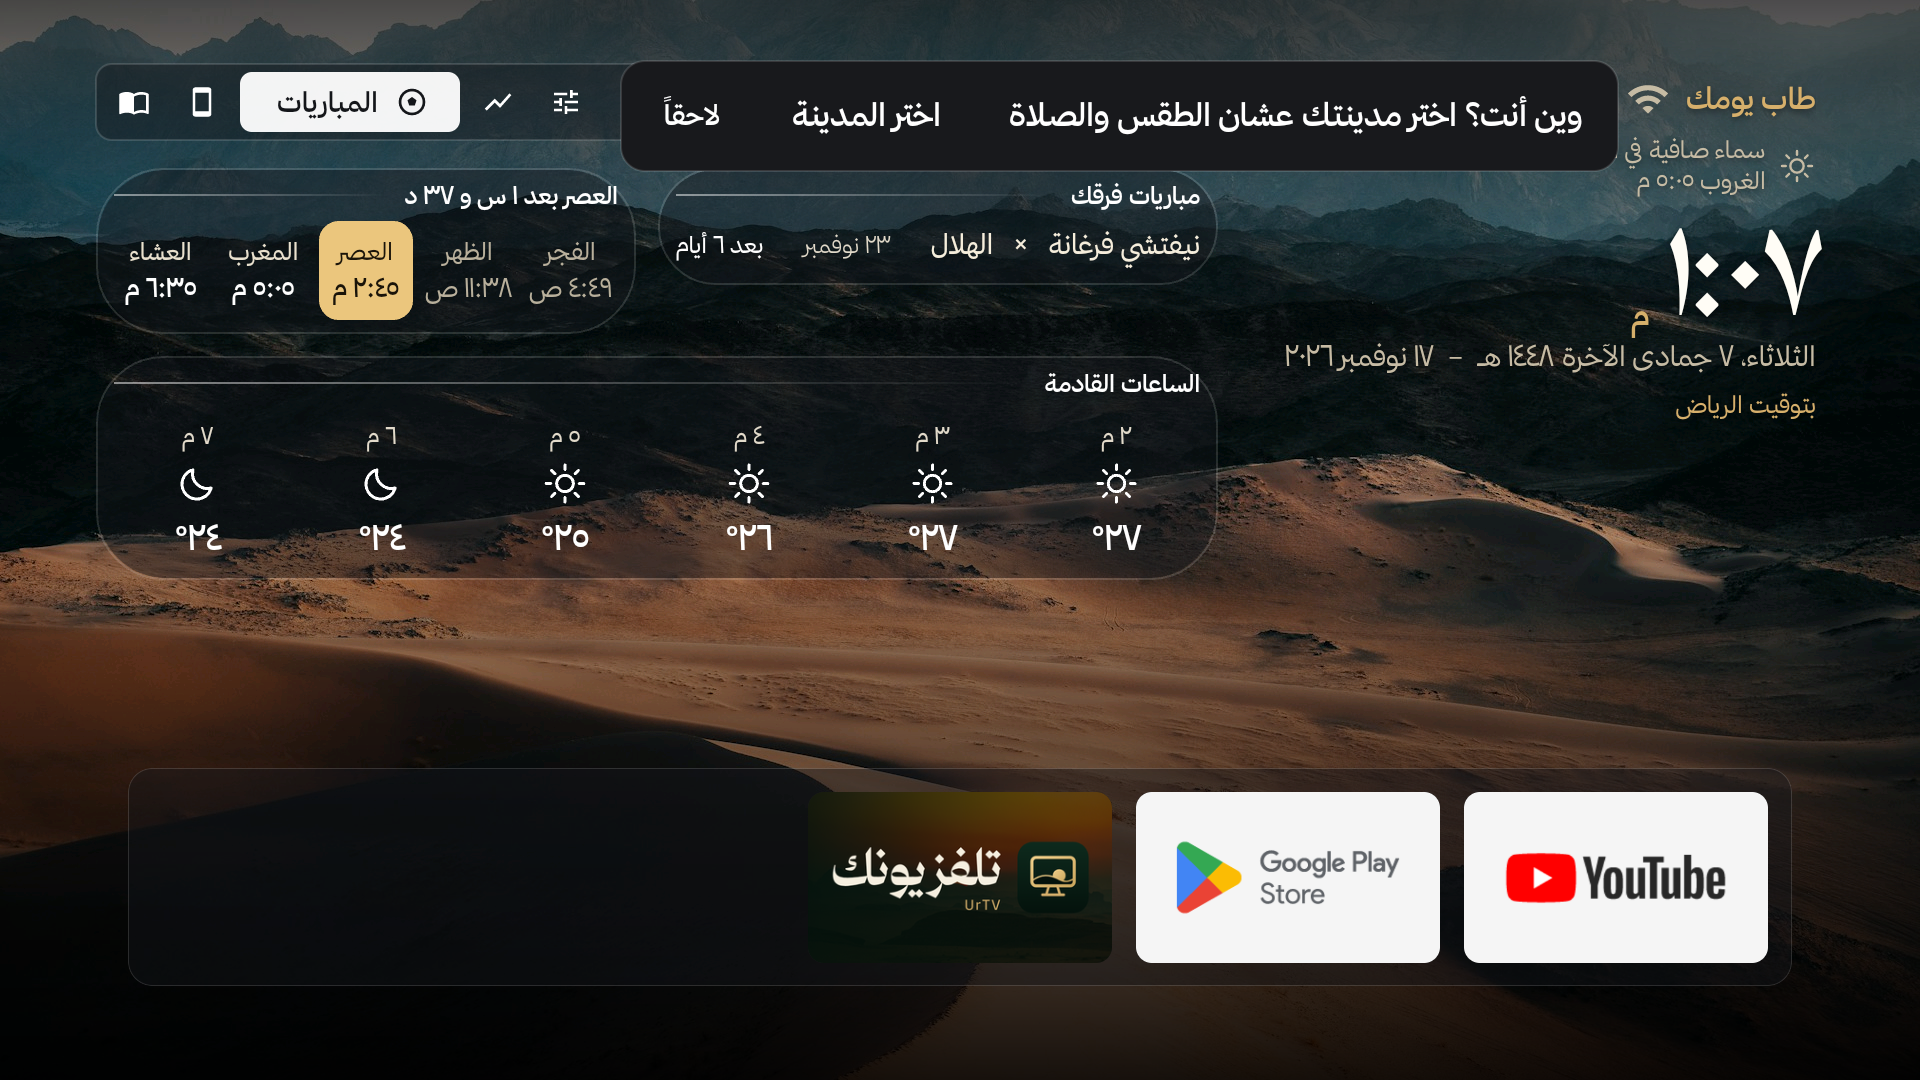 طاب يومك
سماء صافية في
الغروب ٥:٠٥ م
١:٠٧ م
الثلاثاء، ٧ جمادى الآخرة ١٤٤٨ هـ – ١٧ نوفمبر ٢٠٢٦
بتوقيت الرياض
وين أنت؟ اختر مدينتك عشان الطقس والصلاة
اختر المدينة
لاحقاً
المباريات
مباريات فرقك
نيفتشي فرغانة × الهلال ٢٣ نوفمبر بعد ٦ أيام
العصر بعد ١ س و ٣٧ د
الفجر الظهر العصر المغرب العشاء
٤:٤٩ ص ١١:٣٨ ص ٢:٤٥ م ٥:٠٥ م ٦:٣٥ م
الساعات القادمة
٢ م ٣ م ٤ م ٥ م ٦ م ٧ م
٢٧° ٢٧° ٢٦° ٢٥° ٢٤° ٢٤°
YouTube
Google Play
Store
تلفزيونك
UrTV